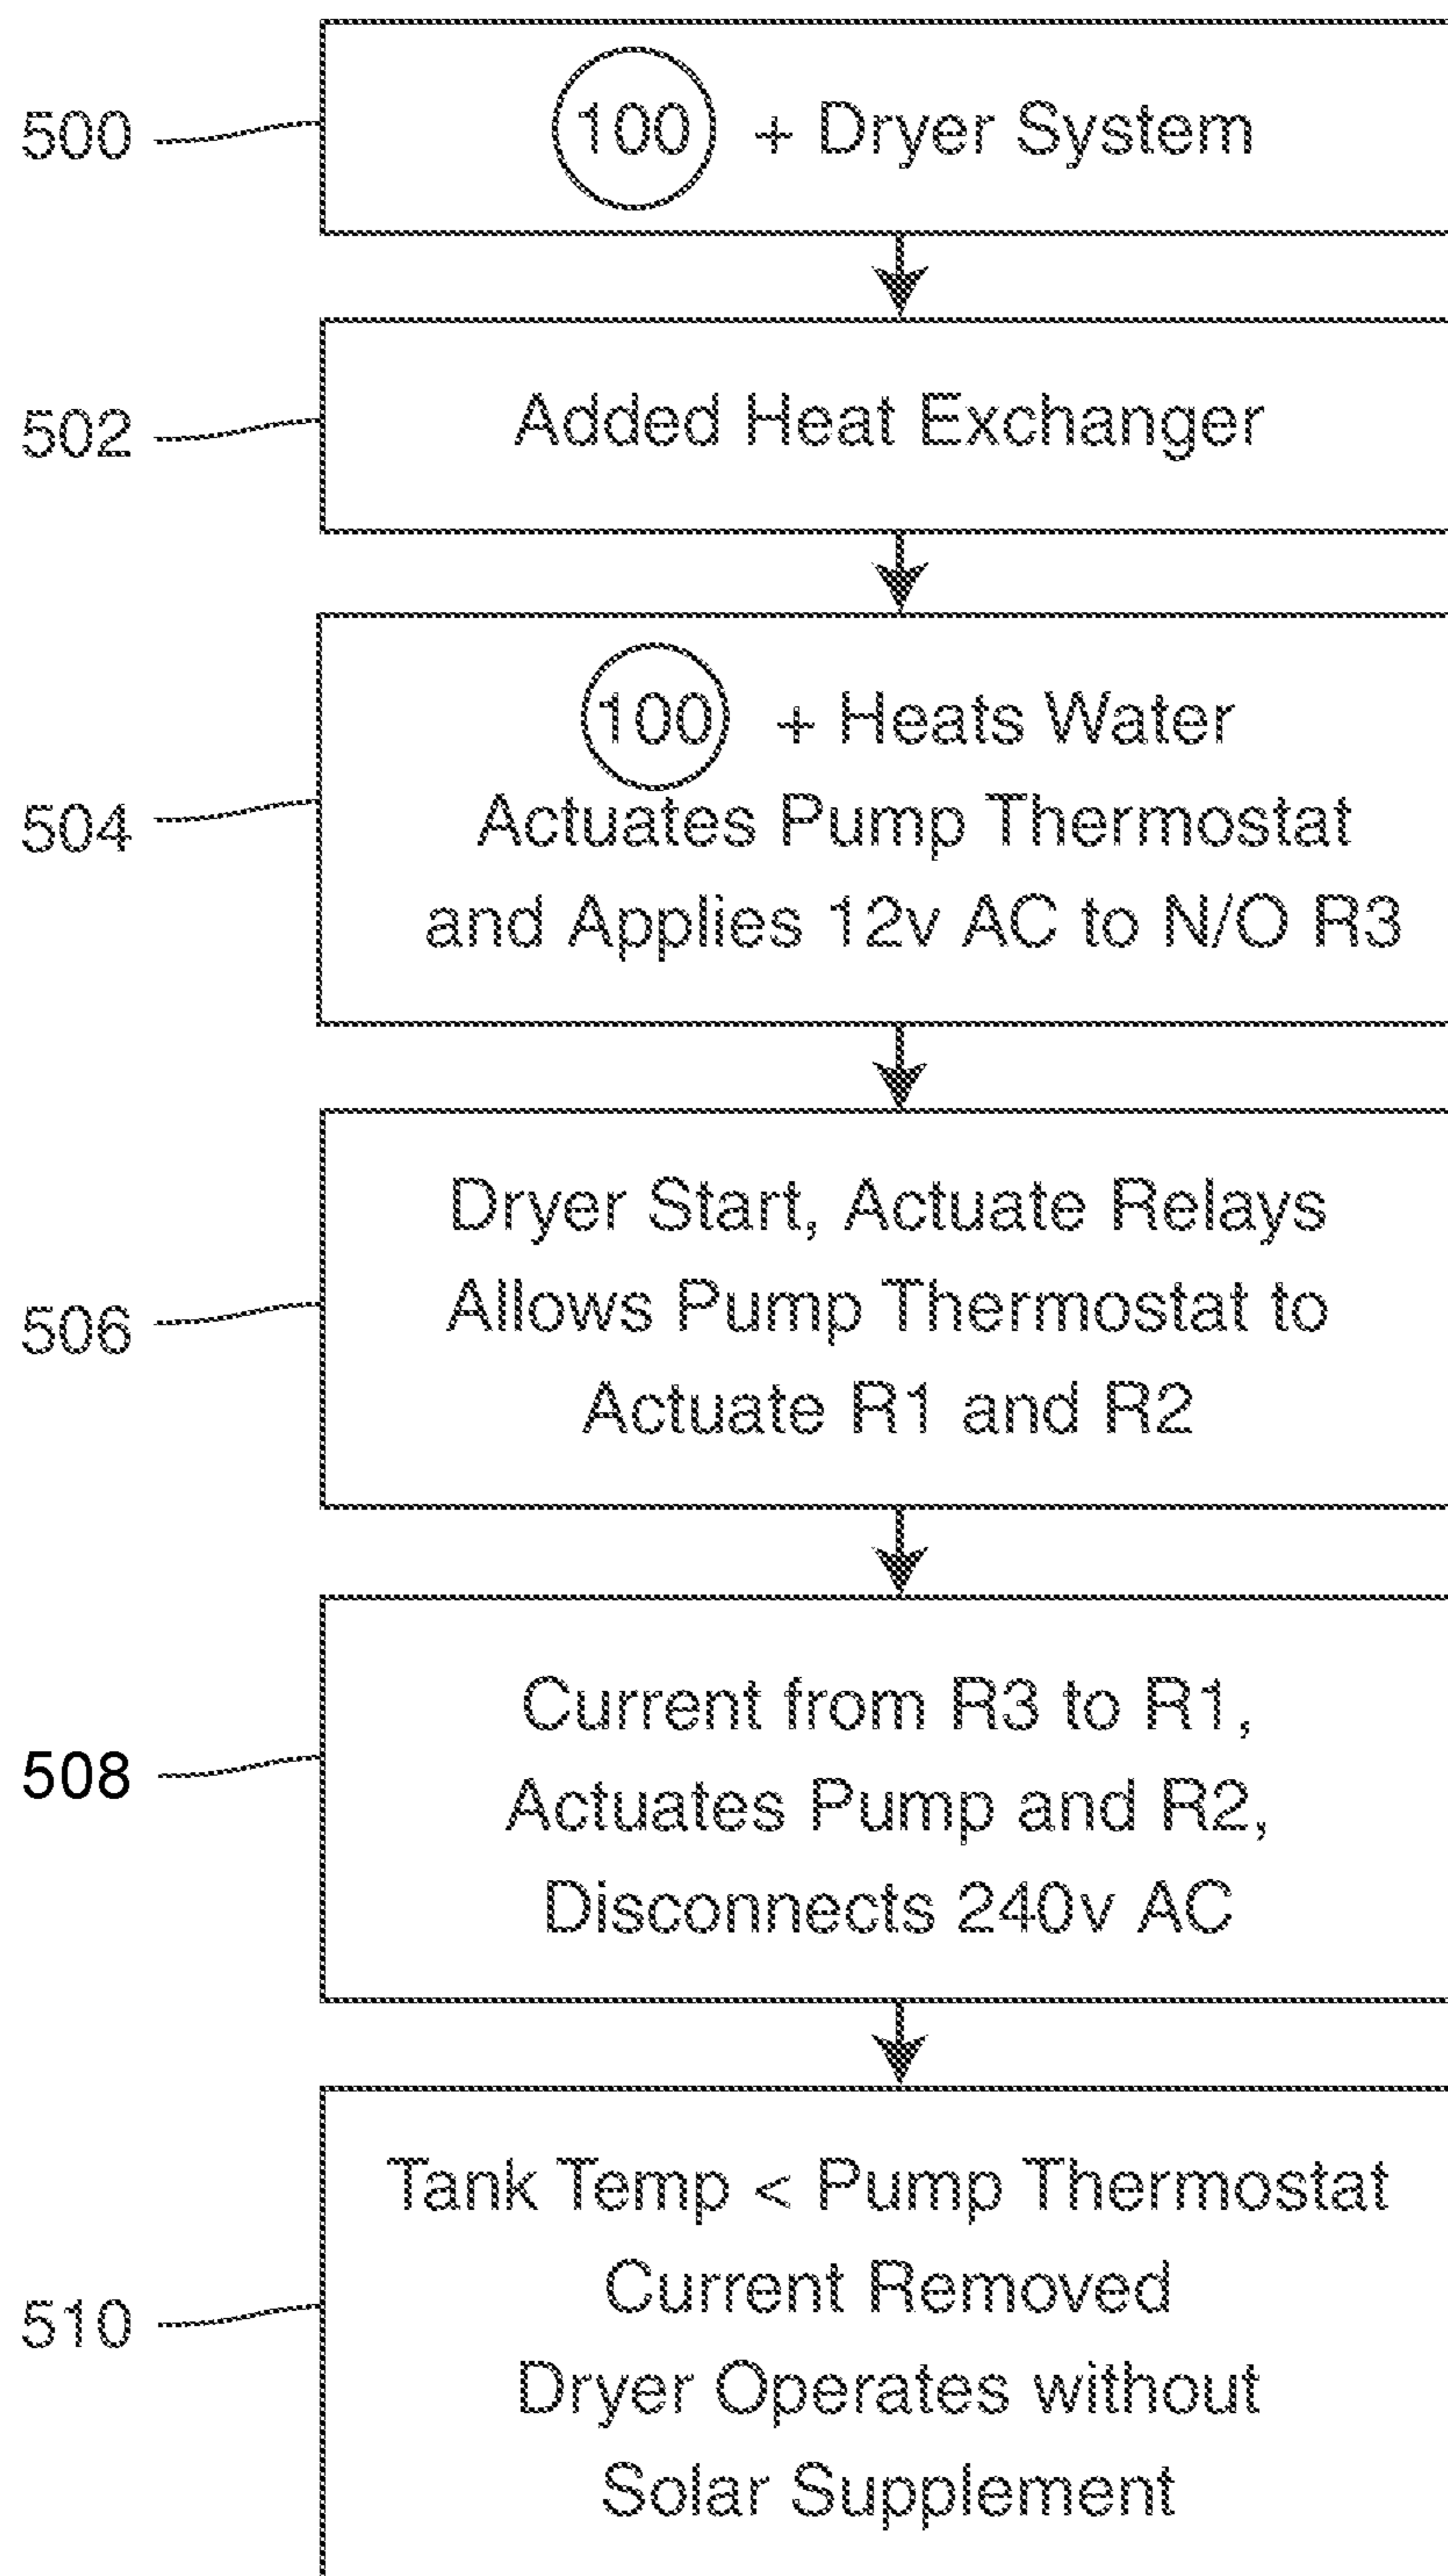 500
100 + Dryer System
502
Added Heat Exchanger
504
100 + Heats Water
Actuates Pump Thermostat
and Applies 12v AC to N/O R3
506
Dryer Start, Actuate Relays
Allows Pump Thermostat to
Actuate R1 and R2
508
Current from R3 to R1,
Actuates Pump and R2,
Disconnects 240v AC
510
Tank Temp < Pump Thermostat
Current Removed
Dryer Operates without
Solar Supplement